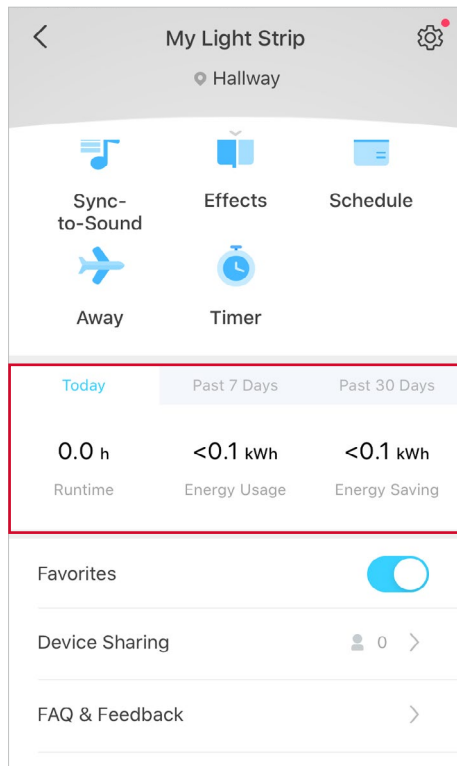 My Light Strip
Hallway
Sync-
to-Sound
Effects
Schedule
Away
Timer
Today
Past 7 Days
Past 30 Days
0.0 h
<0.1 kWh
<0.1 kWh
Runtime
Energy Usage
Energy Saving
Favorites
Device Sharing
0
FAQ & Feedback